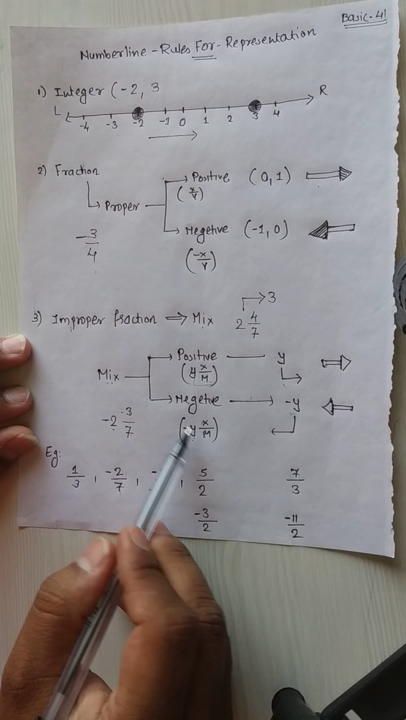 Basic-41
Numberline - Rules For - Representation
1) Integer (-2, 3
L -4 -3 -2 -1 0 1 2 3 4 R
2) Fraction
Proper
Positive (x/y) (0,1)
Negetive (-x/y) (-1,0)
-3/4
3) Improper fraction ⇒ Mix 2 4/7 → 3
Mix
Positive (y x/M) y
Negetive (-y x/M) -y
-2 3/7
Eg:
1/3, -2/7, , 5/2 7/3
-3/2 -11/2